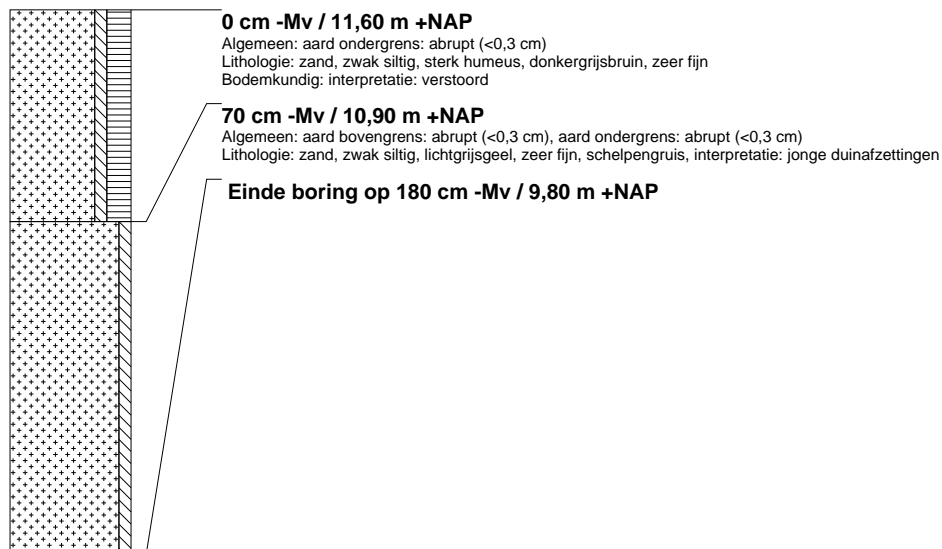 0 cm -Mv / 11,60 m +NAP
Algemeen: aard ondergrens: abrupt (<0,3 cm)
Lithologie: zand, zwak siltig, sterk humeus, donkergrijsbruin, zeer fijn
Bodemkundig: interpretatie: verstoord
70 cm -Mv / 10,90 m +NAP
Algemeen: aard bovengrens: abrupt (<0,3 cm), aard ondergrens: abrupt (<0,3 cm)
Lithologie: zand, zwak siltig, lichtgrijsgeel, zeer fijn, schelpengruis, interpretatie: jonge duinafzettingen
Einde boring op 180 cm -Mv / 9,80 m +NAP